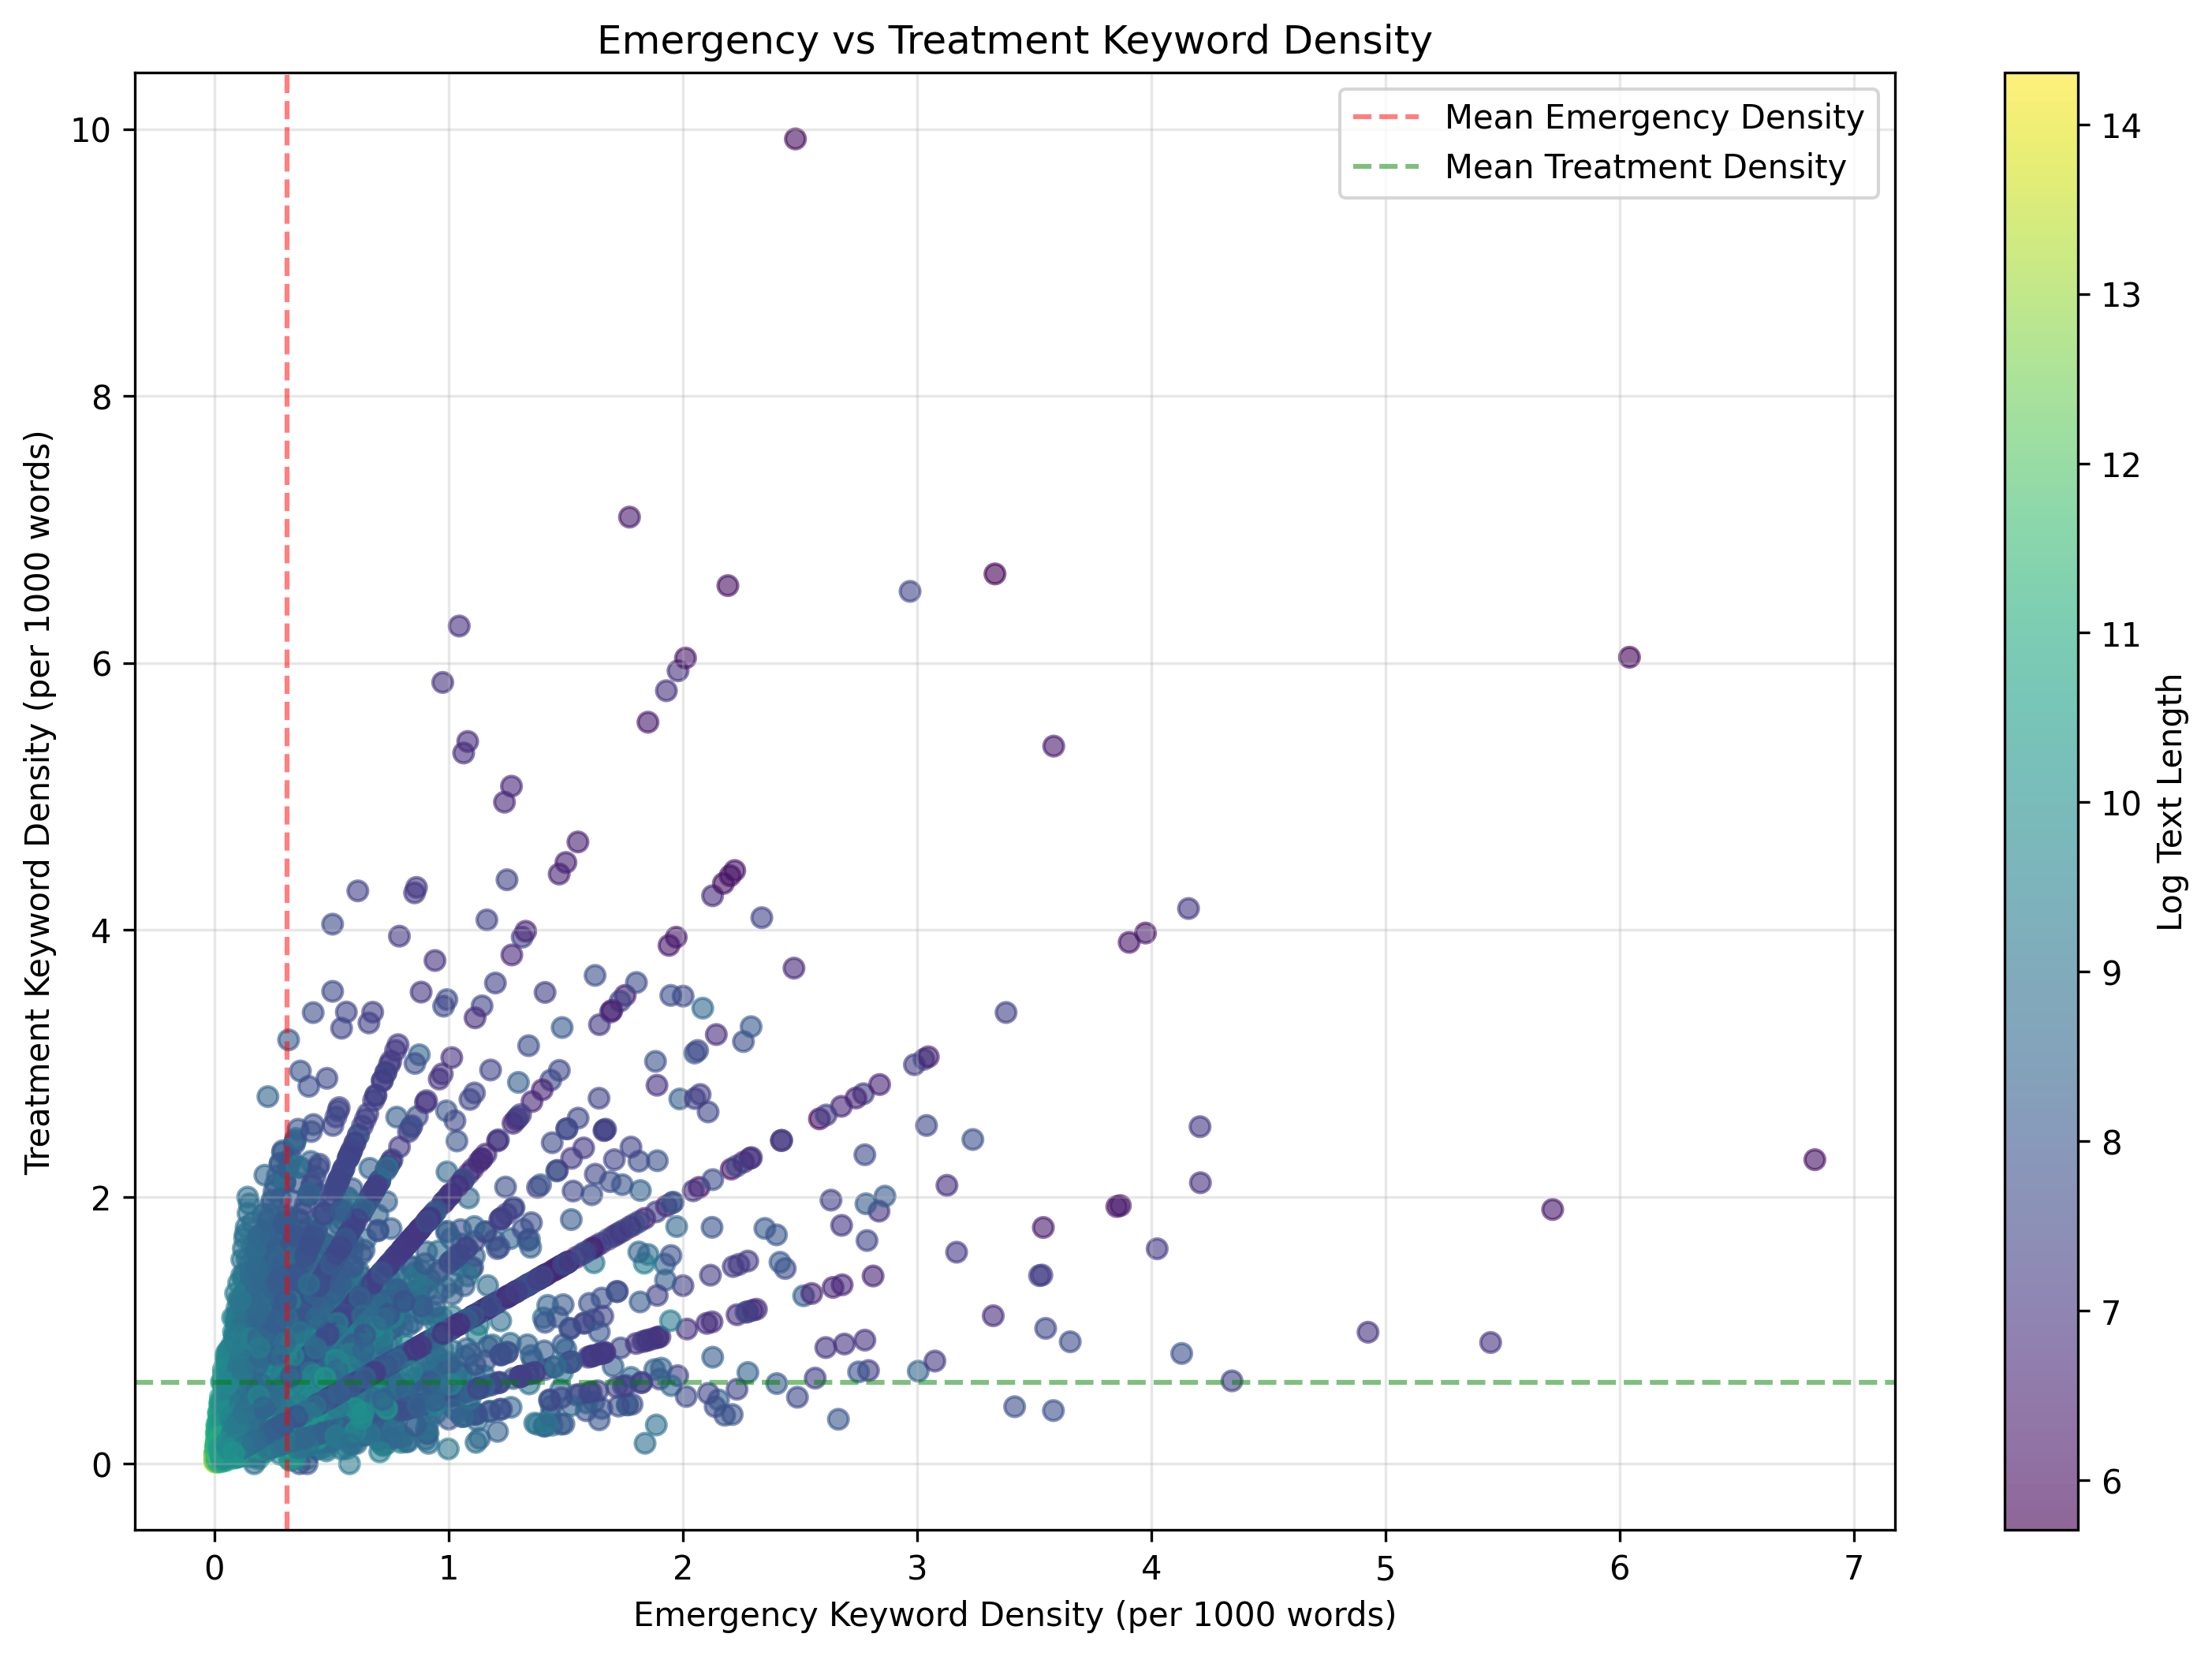 Emergency vs Treatment Keyword Density
Mean Emergency Density
Mean Treatment Density
10
8
6
4
2
0
Treatment Keyword Density (per 1000 words)
0 1 2 3 4 5 6 7
Emergency Keyword Density (per 1000 words)
14
13
12
11
10
9
8
7
6
Log Text Length